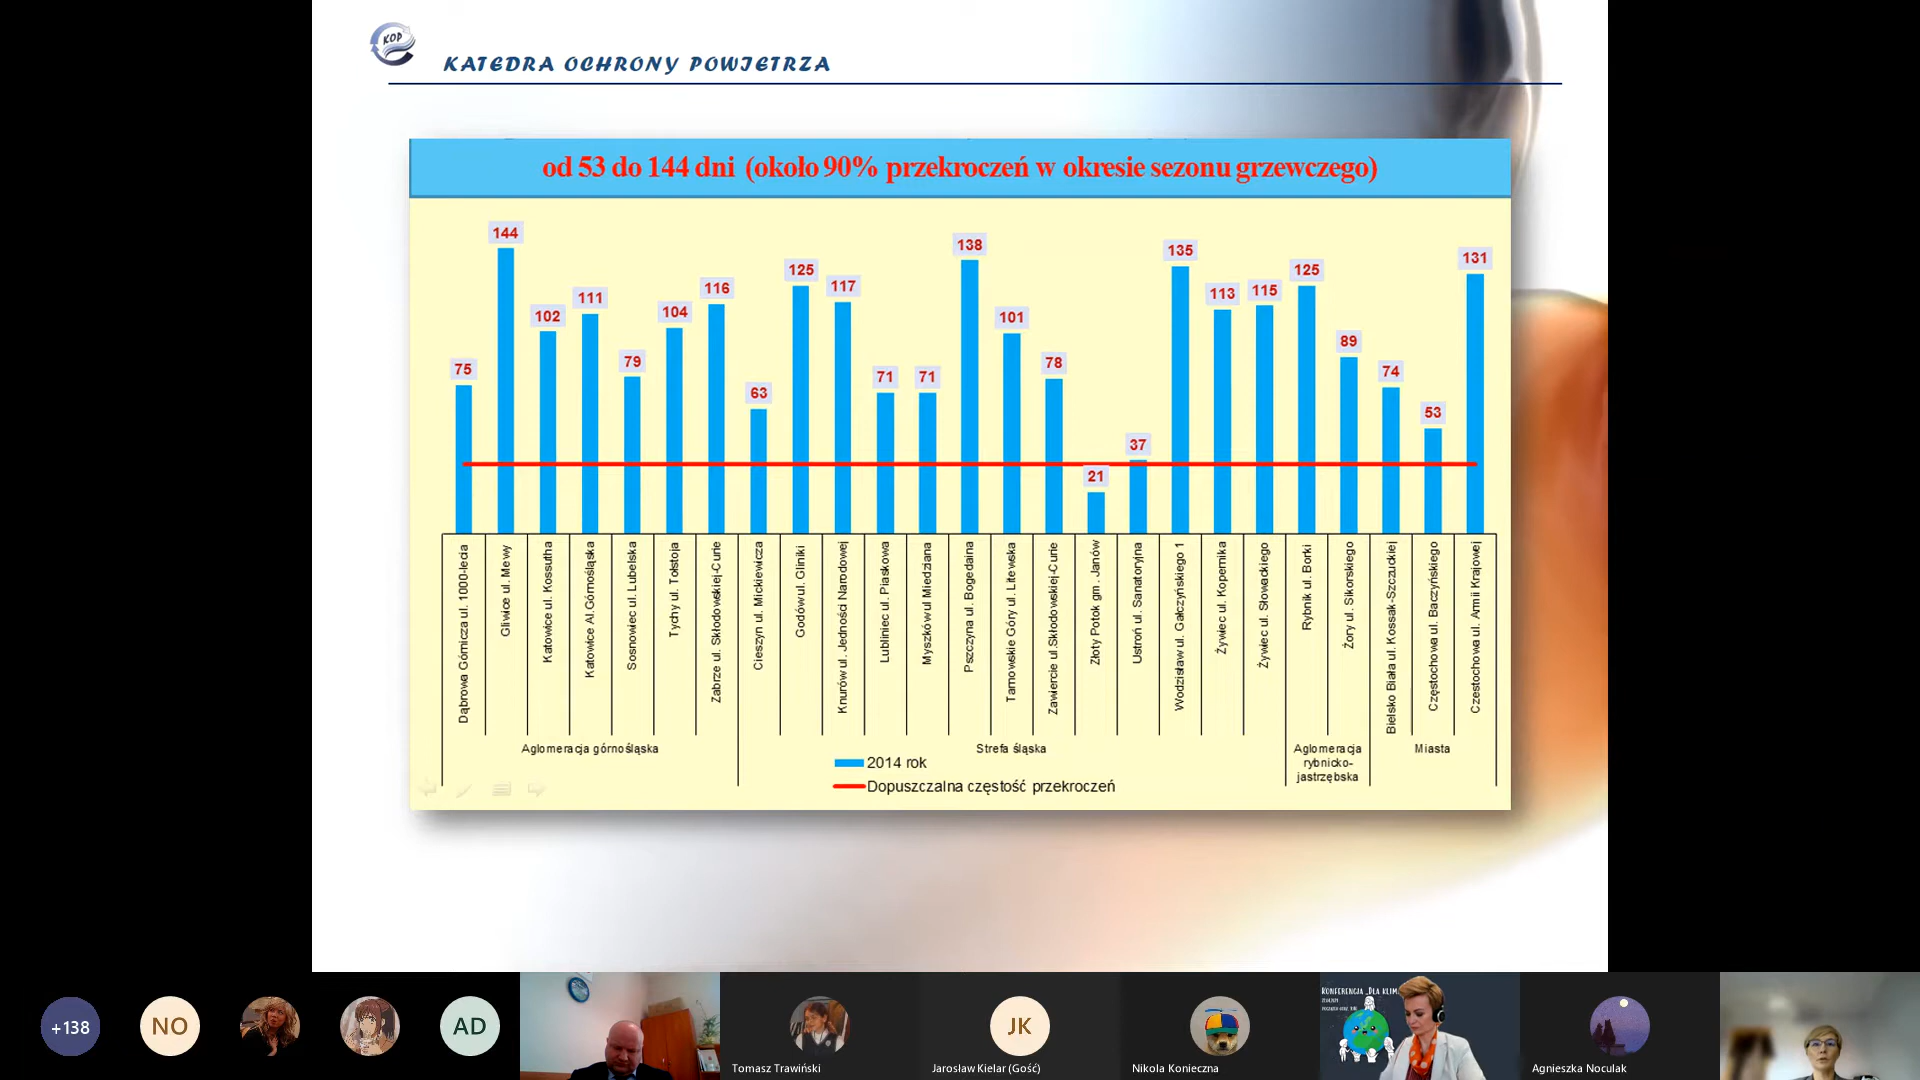 KOP
KATEDRA OCHRONY POWIETRZA
od 53 do 144 dni (około 90% przekroczeń w okresie sezonu grzewczego)
75
144
102
111
79
104
116
63
125
117
71
71
138
101
78
21
37
135
113
115
125
89
74
53
131
Dąbrowa Górnicza ul. 1000-lecia
Gliwice ul. Mewy
Katowice ul. Kossutha
Katowice Al.Górnośląska
Sosnowiec ul. Lubelska
Tychy ul. Tołstoja
Zabrze ul. Skłodowskiej-Curie
Cieszyn ul. Mickiewicza
Godów ul. Gliniki
Knurów ul. Jedności Narodowej
Lubliniec ul. Piaskowa
Myszków ul Miedziana
Pszczyna ul. Bogedaina
Tarnowskie Góry ul. Litewska
Zawiercie ul.Skłodowskiej-Curie
Złoty Potok gm. Janów
Ustroń ul. Sanatoryjna
Wodzisław ul. Gałczyńskiego 1
Żywiec ul. Kopernika
Żywiec ul. Słowackiego
Rybnik ul. Borki
Żory ul. Sikorskiego
Bielsko Biała ul. Kossak-Szczuckiej
Częstochowa ul. Baczyńskiego
Czestochowa ul. Armii Krajowej
Aglomeracja górnośląska
Strefa śląska
Aglomeracja
rybnicko-
jastrzębska
Miasta
2014 rok
Dopuszczalna częstość przekroczeń
+138
NO
AD
Tomasz Trawiński
JK
Jarosław Kielar (Gość)
Nikola Konieczna
KONFERENCJA „DLA KLIM
Agnieszka Noculak